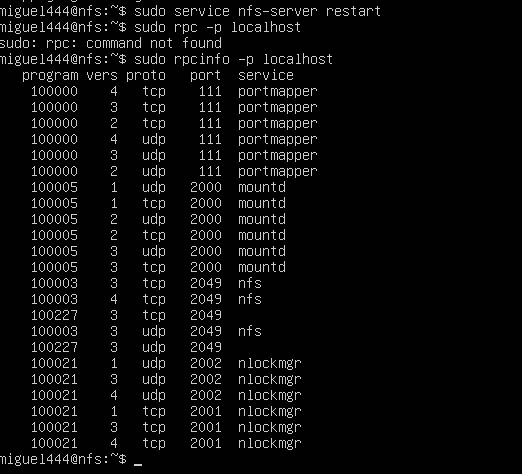 miguel444@nfs:~$ sudo service nfs-server restart
miguel444@nfs:~$ sudo rpc -p localhost
sudo: rpc: command not found
miguel444@nfs:~$ sudo rpcinfo -p localhost
   program vers proto   port  service
    100000    4   tcp    111  portmapper
    100000    3   tcp    111  portmapper
    100000    2   tcp    111  portmapper
    100000    4   udp    111  portmapper
    100000    3   udp    111  portmapper
    100000    2   udp    111  portmapper
    100005    1   udp   2000  mountd
    100005    1   tcp   2000  mountd
    100005    2   udp   2000  mountd
    100005    2   tcp   2000  mountd
    100005    3   udp   2000  mountd
    100005    3   tcp   2000  mountd
    100003    3   tcp   2049  nfs
    100003    4   tcp   2049  nfs
    100227    3   tcp   2049
    100003    3   udp   2049  nfs
    100227    3   udp   2049
    100021    1   udp   2002  nlockmgr
    100021    3   udp   2002  nlockmgr
    100021    4   udp   2002  nlockmgr
    100021    1   tcp   2001  nlockmgr
    100021    3   tcp   2001  nlockmgr
    100021    4   tcp   2001  nlockmgr
miguel444@nfs:~$ _